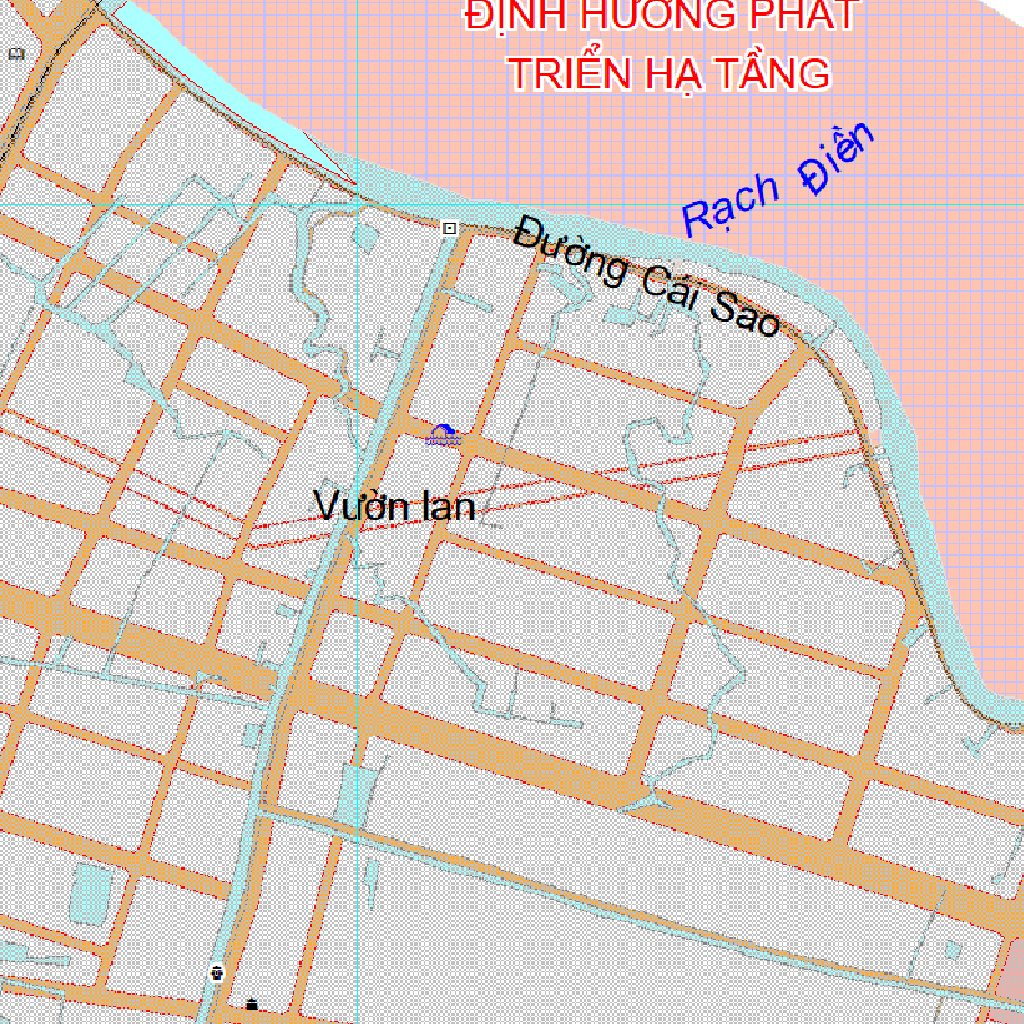 ĐỊNH HƯỚNG PHÁT
TRIỂN HẠ TẦNG
Rạch Điền
Đường Cái Sao
Vườn lan